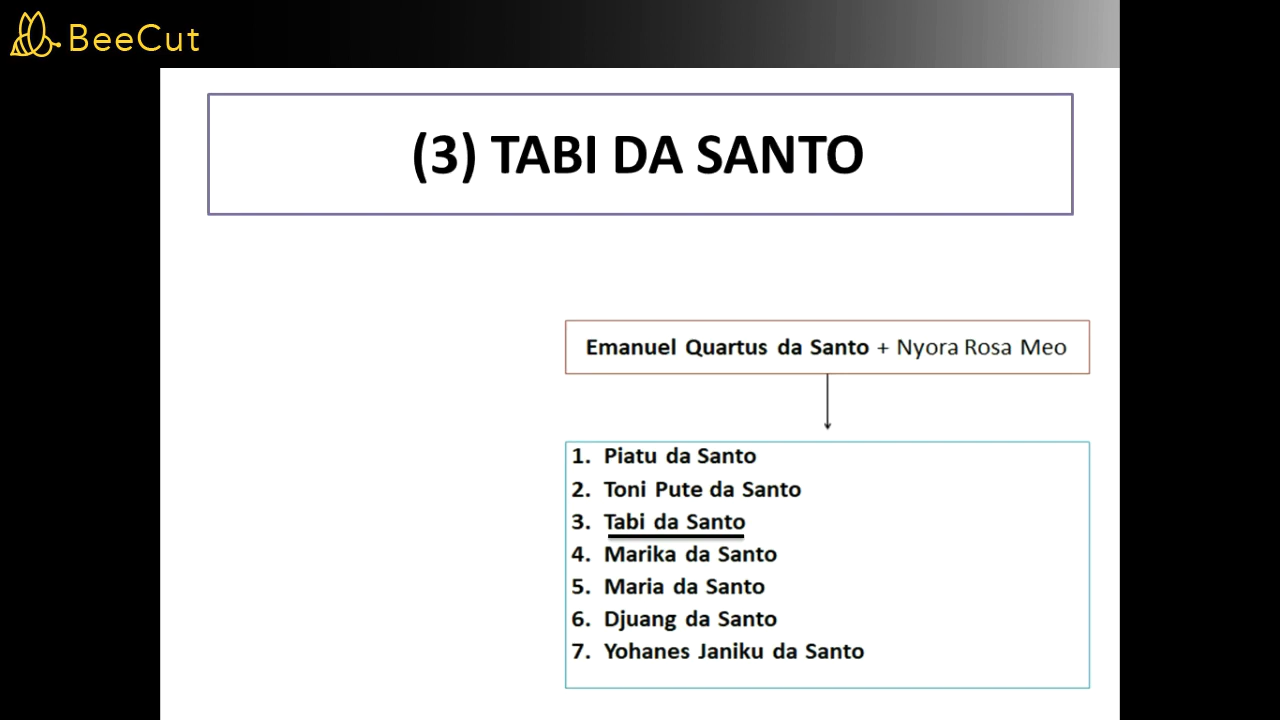 BeeCut
(3) TABI DA SANTO
Emanuel Quartus da Santo + Nyora Rosa Meo
1. Piatu da Santo
2. Toni Pute da Santo
3. Tabi da Santo
4. Marika da Santo
5. Maria da Santo
6. Djuang da Santo
7. Yohanes Janiku da Santo